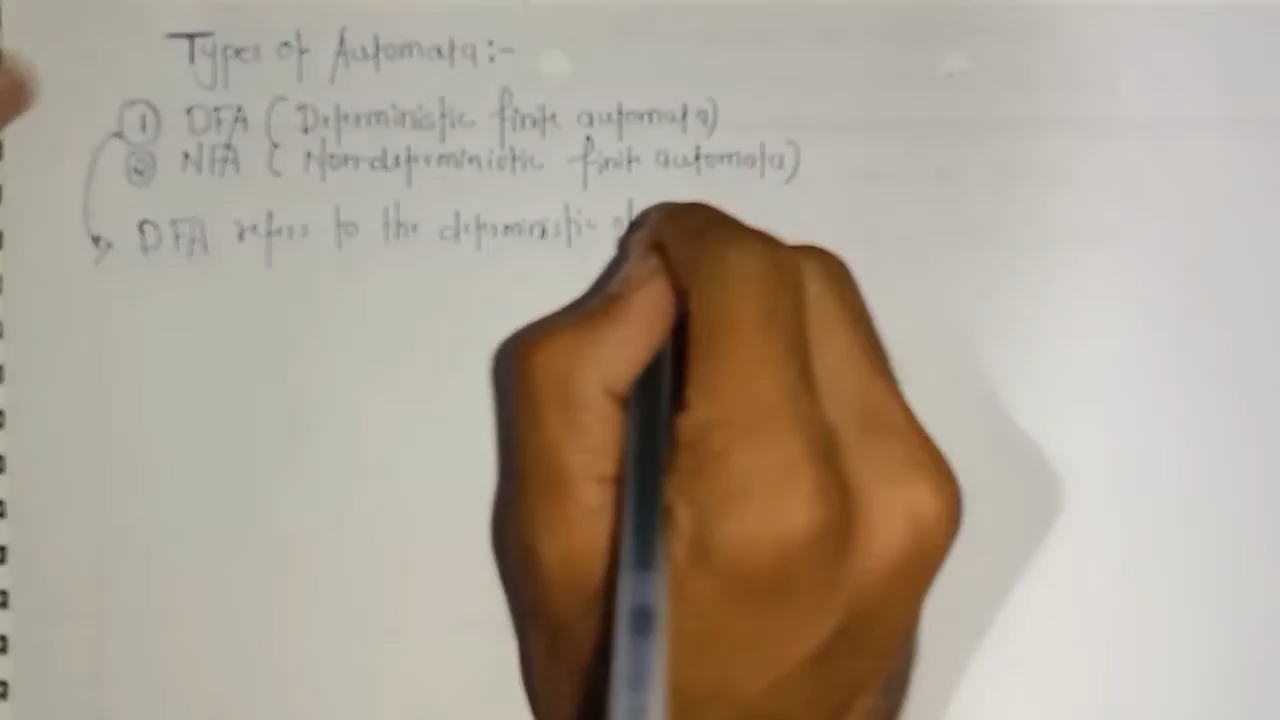 Types of Automata:-
① DFA (Deterministic finite automata)
② NFA (Non-deterministic finite automata)
DFA refers to the deterministic